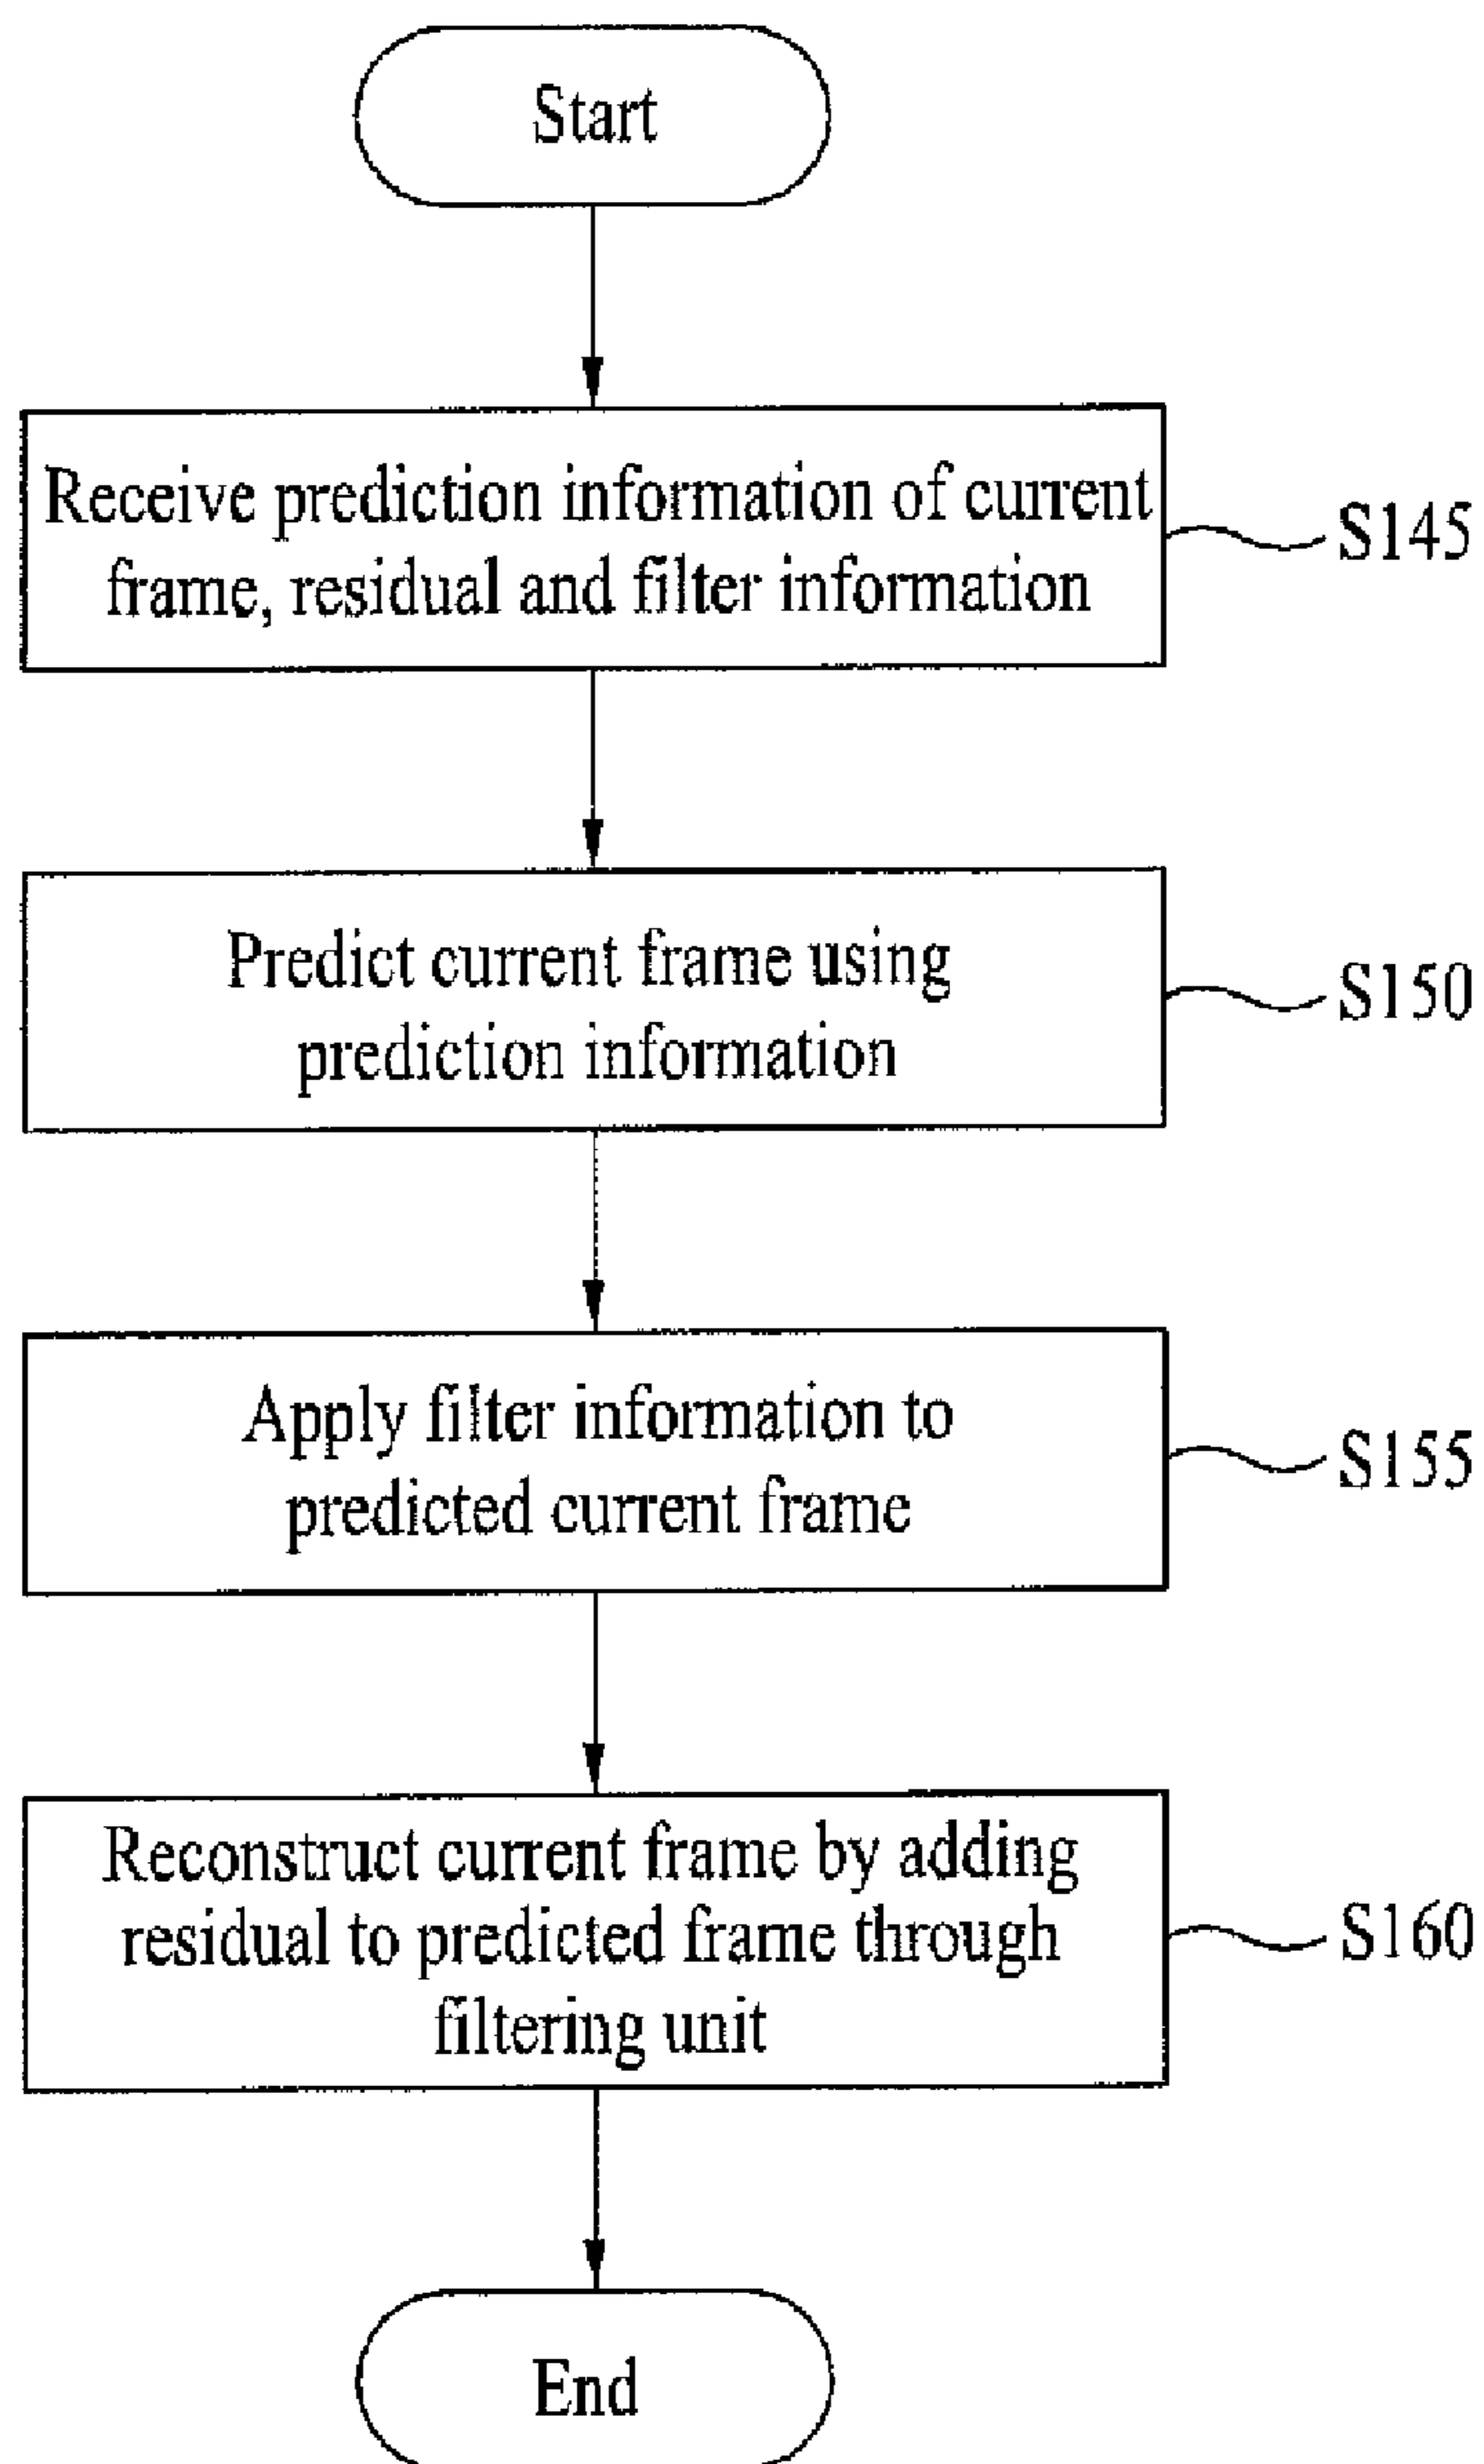 Start
Receive prediction information of current
frame, residual and filter information
S145
Predict current frame using
prediction information
S150
Apply filter information to
predicted current frame
S155
Reconstruct current frame by adding
residual to predicted frame through
filtering unit
S160
End